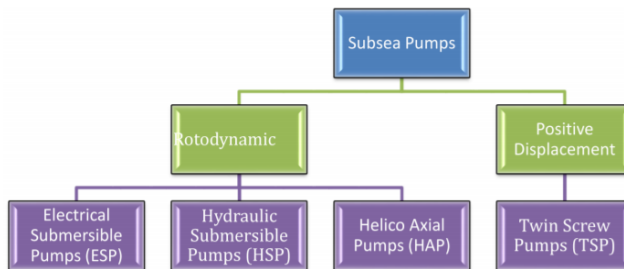 Subsea Pumps
Rotodynamic
Positive
Displacement
Electrical
Submersible
Pumps (ESP)
Hydraulic
Submersible
Pumps (HSP)
Helico Axial
Pumps (HAP)
Twin Screw
Pumps (TSP)